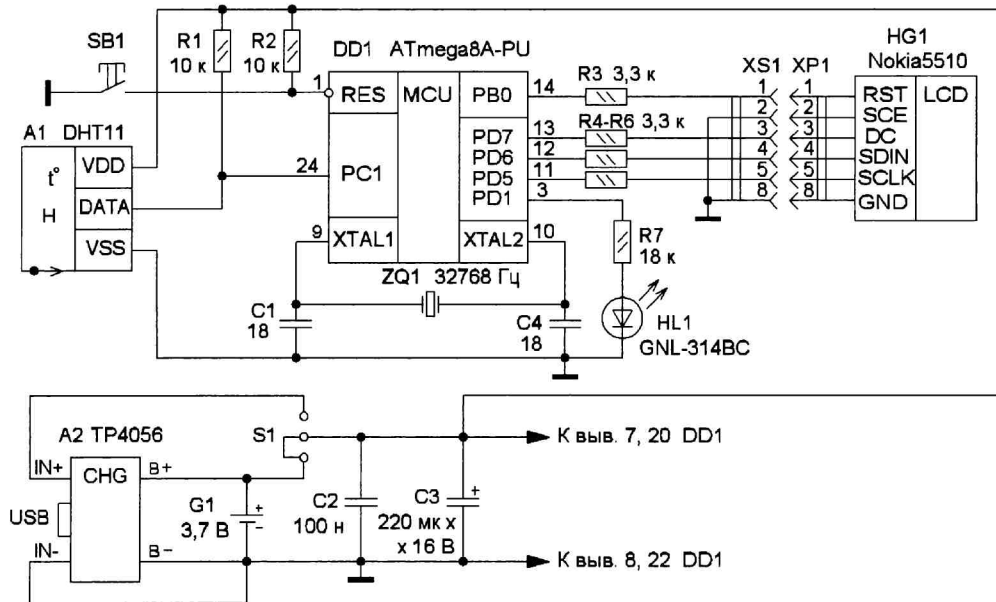 SB1
R1
10 к
R2
10 к
DD1 ATmega8A-PU
1
RES
MCU
PB0
14
R3 3,3 к
XS1 XP1
HG1
Nokia5510
1 1
RST
LCD
2 2
SCE
A1 DHT11
PD7
13
R4-R6 3,3 к
3 3
DC
VDD
t°
24
PC1
PD6
12
4 4
SDIN
PD5
11
5 5
SCLK
DATA
H
PD1
3
8 8
GND
VSS
9
XTAL1
XTAL2
10
R7
18 к
ZQ1 32768 Гц
C1
18
C4
18
HL1
GNL-314BC
A2 TP4056
S1
К выв. 7, 20 DD1
IN+
CHG
B+
USB
G1
3,7 В
+
−
C2
100 н
C3
+
220 мк х
х 16 В
IN-
B−
К выв. 8, 22 DD1